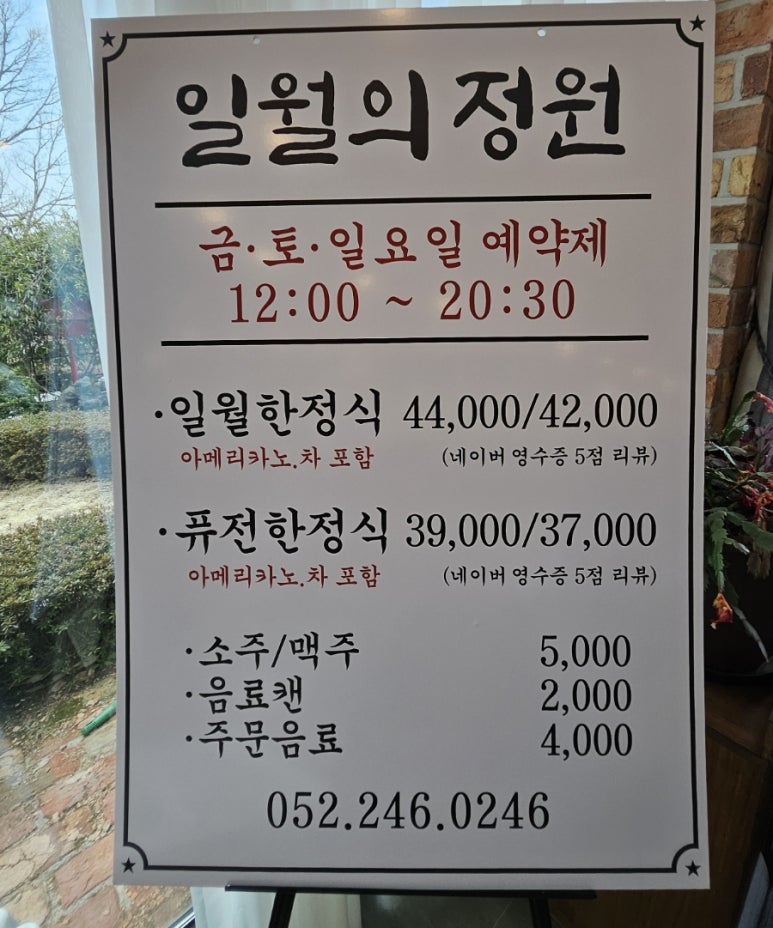 일월의 정원
금·토·일요일 예약제
12:00 ~ 20:30
·일월한정식 44,000/42,000
아메리카노.차 포함 (네이버 영수증 5점 리뷰)
·퓨전한정식 39,000/37,000
아메리카노.차 포함 (네이버 영수증 5점 리뷰)
·소주/맥주 5,000
·음료캔 2,000
·주문음료 4,000
052.246.0246